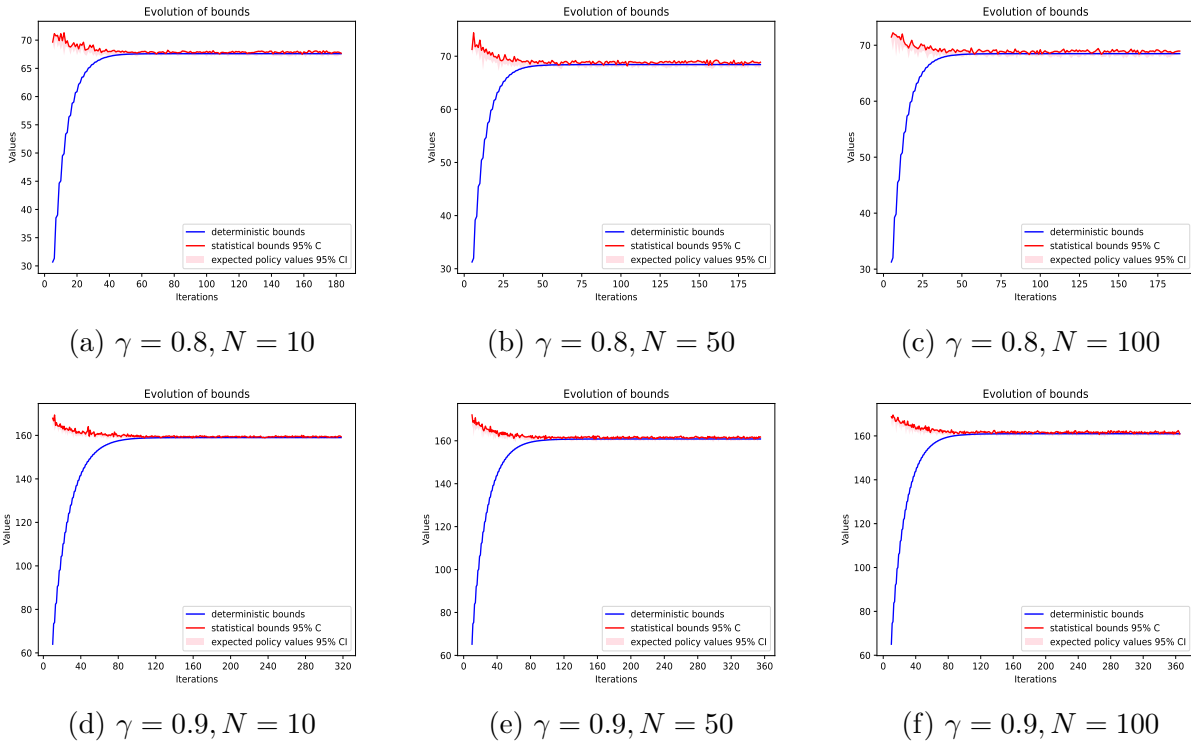 Evolution of bounds
Values
70
65
60
55
50
45
40
35
30
deterministic bounds
statistical bounds 95% C
expected policy values 95% CI
0 20 40 60 80 100 120 140 160 180
Iterations
(a) γ = 0.8, N = 10
Evolution of bounds
Values
70
60
50
40
30
deterministic bounds
statistical bounds 95% C
expected policy values 95% CI
0 25 50 75 100 125 150 175
Iterations
(b) γ = 0.8, N = 50
Evolution of bounds
Values
70
60
50
40
30
deterministic bounds
statistical bounds 95% C
expected policy values 95% CI
0 25 50 75 100 125 150 175
Iterations
(c) γ = 0.8, N = 100
Evolution of bounds
Values
160
140
120
100
80
60
deterministic bounds
statistical bounds 95% C
expected policy values 95% CI
0 40 80 120 160 200 240 280 320
Iterations
(d) γ = 0.9, N = 10
Evolution of bounds
Values
160
140
120
100
80
60
deterministic bounds
statistical bounds 95% C
expected policy values 95% CI
0 40 80 120 160 200 240 280 320 360
Iterations
(e) γ = 0.9, N = 50
Evolution of bounds
Values
160
140
120
100
80
60
deterministic bounds
statistical bounds 95% C
expected policy values 95% CI
0 40 80 120 160 200 240 280 320 360
Iterations
(f) γ = 0.9, N = 100